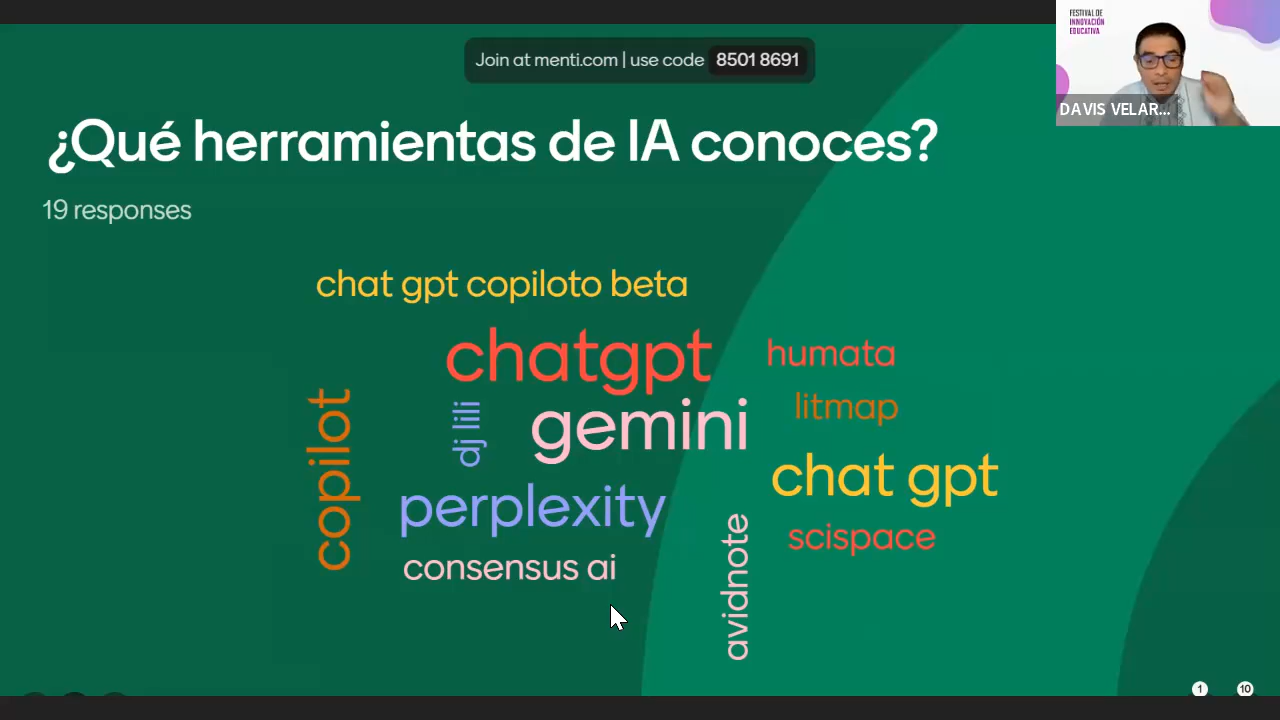 FESTIVAL DE
INNOVACIÓN
EDUCATIVA
DAVIS VELAR...
Join at menti.com | use code 8501 8691
¿Qué herramientas de IA conoces?
19 responses
chat gpt copiloto beta
chatgpt
humata
copilot
dj lili
gemini
litmap
perplexity
chat gpt
consensus ai
avidnote
scispace
1
10